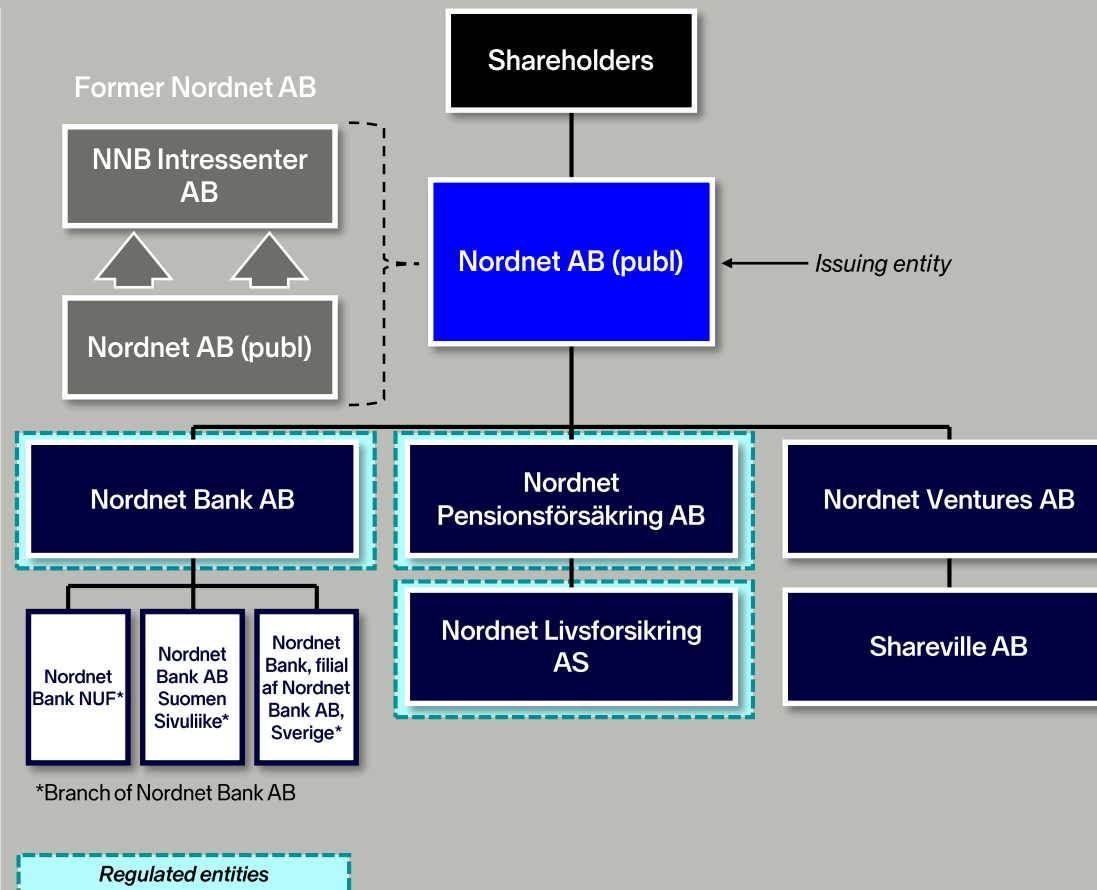 Shareholders
Former Nordnet AB
NNB Intressenter
AB
Nordnet AB (publ)
Nordnet AB (publ)
Issuing entity
Nordnet Bank AB
Nordnet
Pensionsförsäkring AB
Nordnet Ventures AB
Nordnet Livsforsikring
AS
Shareville AB
Nordnet
Bank NUF*
Nordnet
Bank AB
Suomen
Sivuliike*
Nordnet
Bank, filial
af Nordnet
Bank AB,
Sverige*
*Branch of Nordnet Bank AB
Regulated entities